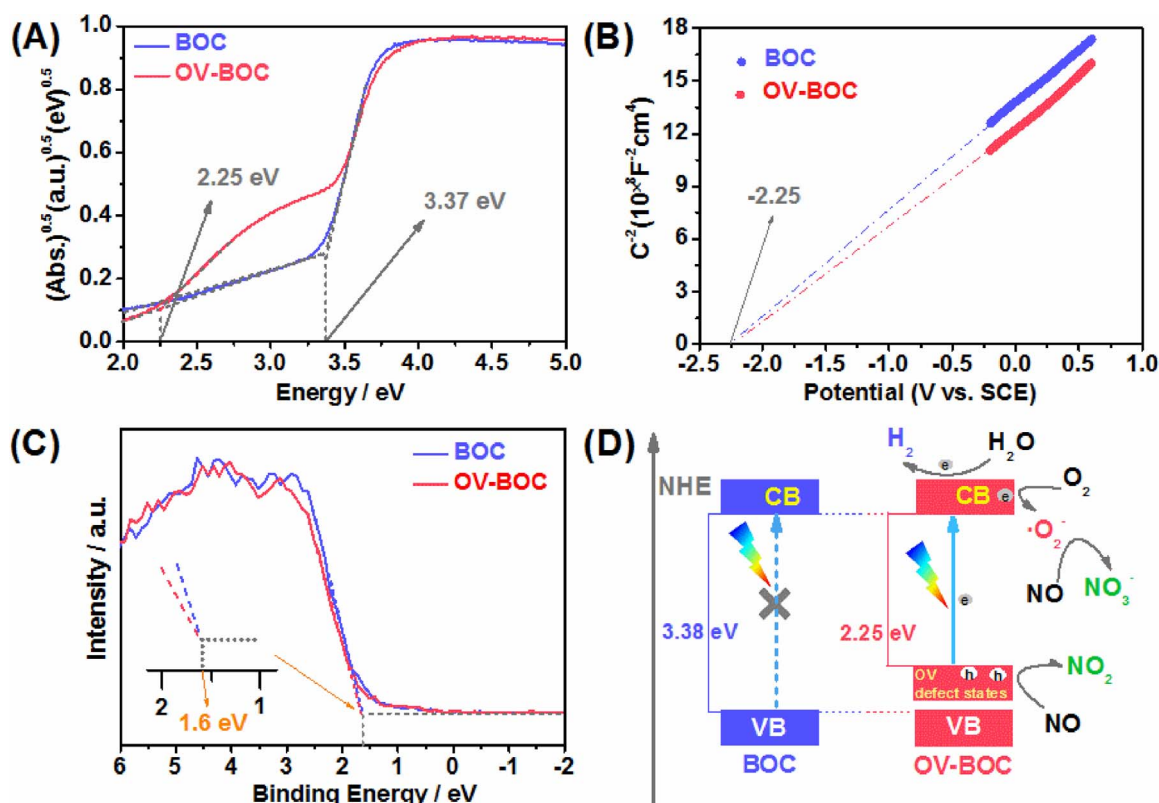 (A)
BOC
OV-BOC
2.25 eV
3.37 eV
(Abs.)^0.5 (a.u.)^0.5 (eV)^0.5
1.0
0.8
0.6
0.4
0.2
0.0
2.0 2.5 3.0 3.5 4.0 4.5 5.0
Energy / eV
(B)
BOC
OV-BOC
-2.25
C^-2 (10^×8 F^-2 cm^4)
18
15
12
9
6
3
0
-2.5 -2.0 -1.5 -1.0 -0.5 0.0 0.5 1.0
Potential (V vs. SCE)
(C)
BOC
OV-BOC
Intensity / a.u.
2 1
1.6 eV
6 5 4 3 2 1 0 -1 -2
Binding Energy / eV
(D)
NHE
H₂ e H₂O
CB
CB e O₂
·O₂⁻
NO NO₃⁻
e
3.38 eV
2.25 eV
OV h h
defect states
NO₂
NO
VB
VB
BOC
OV-BOC